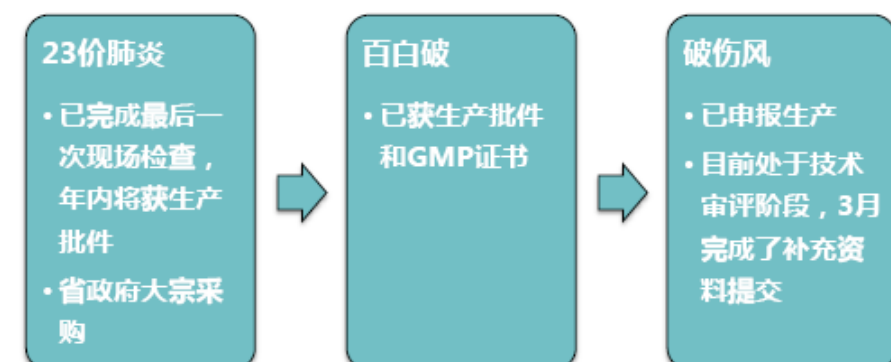 23价肺炎
• 已完成最后一
次现场检查，
年内将获生产
批件
• 省政府大宗采
购
百白破
• 已获生产批件
和GMP证书
破伤风
• 已申报生产
• 目前处于技术
审评阶段，3月
完成了补充资
料提交